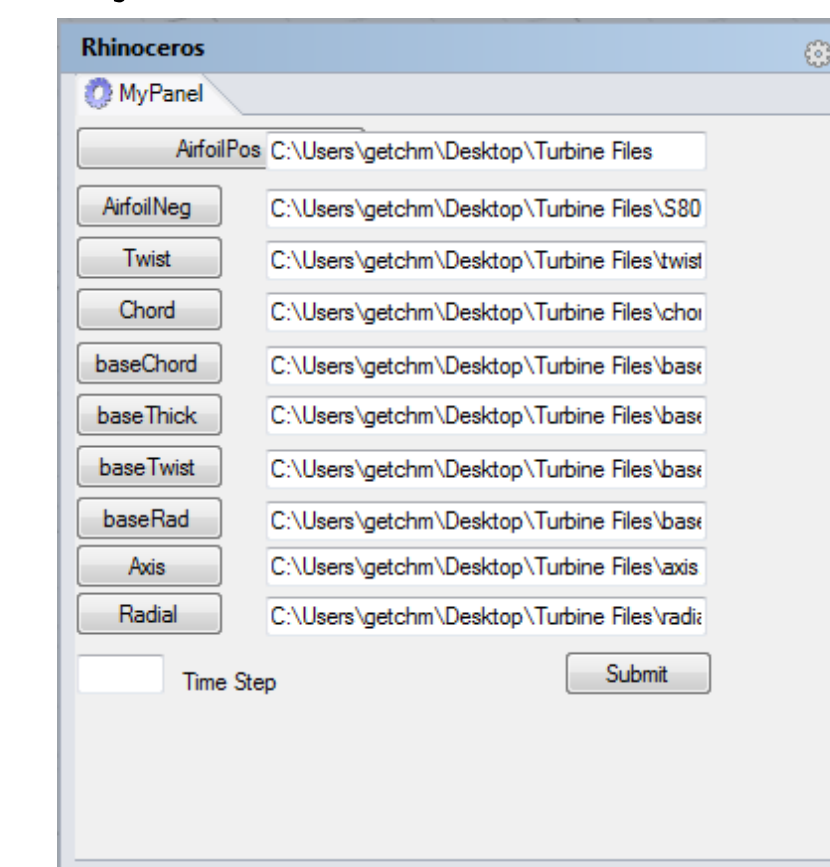 Rhinoceros
MyPanel
AirfoilPos C:\Users\getchm\Desktop\Turbine Files
AirfoilNeg C:\Users\getchm\Desktop\Turbine Files\S80
Twist C:\Users\getchm\Desktop\Turbine Files\twist
Chord C:\Users\getchm\Desktop\Turbine Files\chor
baseChord C:\Users\getchm\Desktop\Turbine Files\base
baseThick C:\Users\getchm\Desktop\Turbine Files\base
baseTwist C:\Users\getchm\Desktop\Turbine Files\base
baseRad C:\Users\getchm\Desktop\Turbine Files\base
Axis C:\Users\getchm\Desktop\Turbine Files\axis
Radial C:\Users\getchm\Desktop\Turbine Files\radia
Time Step Submit